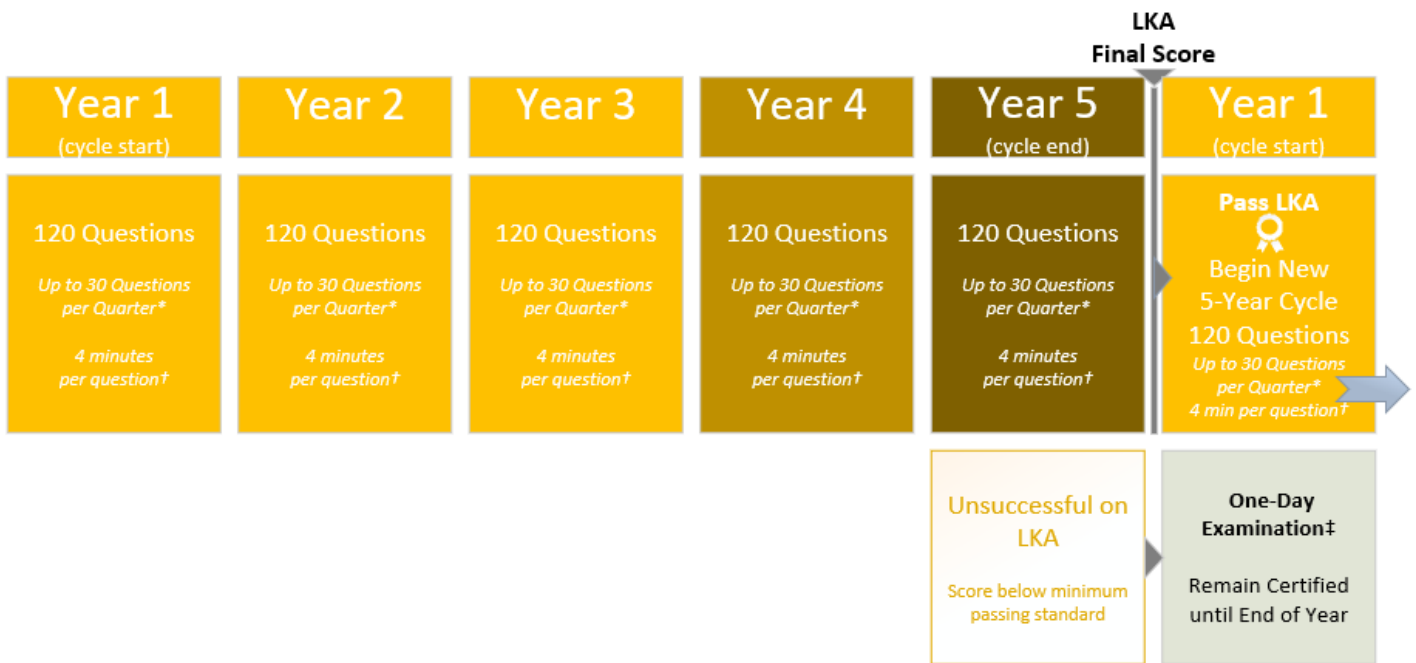 LKA
Final Score
Year 1
(cycle start)
Year 2
Year 3
Year 4
Year 5
(cycle end)
Year 1
(cycle start)
120 Questions
Up to 30 Questions
per Quarter*
4 minutes
per question†
120 Questions
Up to 30 Questions
per Quarter*
4 minutes
per question†
120 Questions
Up to 30 Questions
per Quarter*
4 minutes
per question†
120 Questions
Up to 30 Questions
per Quarter*
4 minutes
per question†
120 Questions
Up to 30 Questions
per Quarter*
4 minutes
per question†
Pass LKA
Begin New
5-Year Cycle
120 Questions
Up to 30 Questions
per Quarter*
4 min per question†
Unsuccessful on
LKA
Score below minimum
passing standard
One-Day
Examination‡
Remain Certified
until End of Year